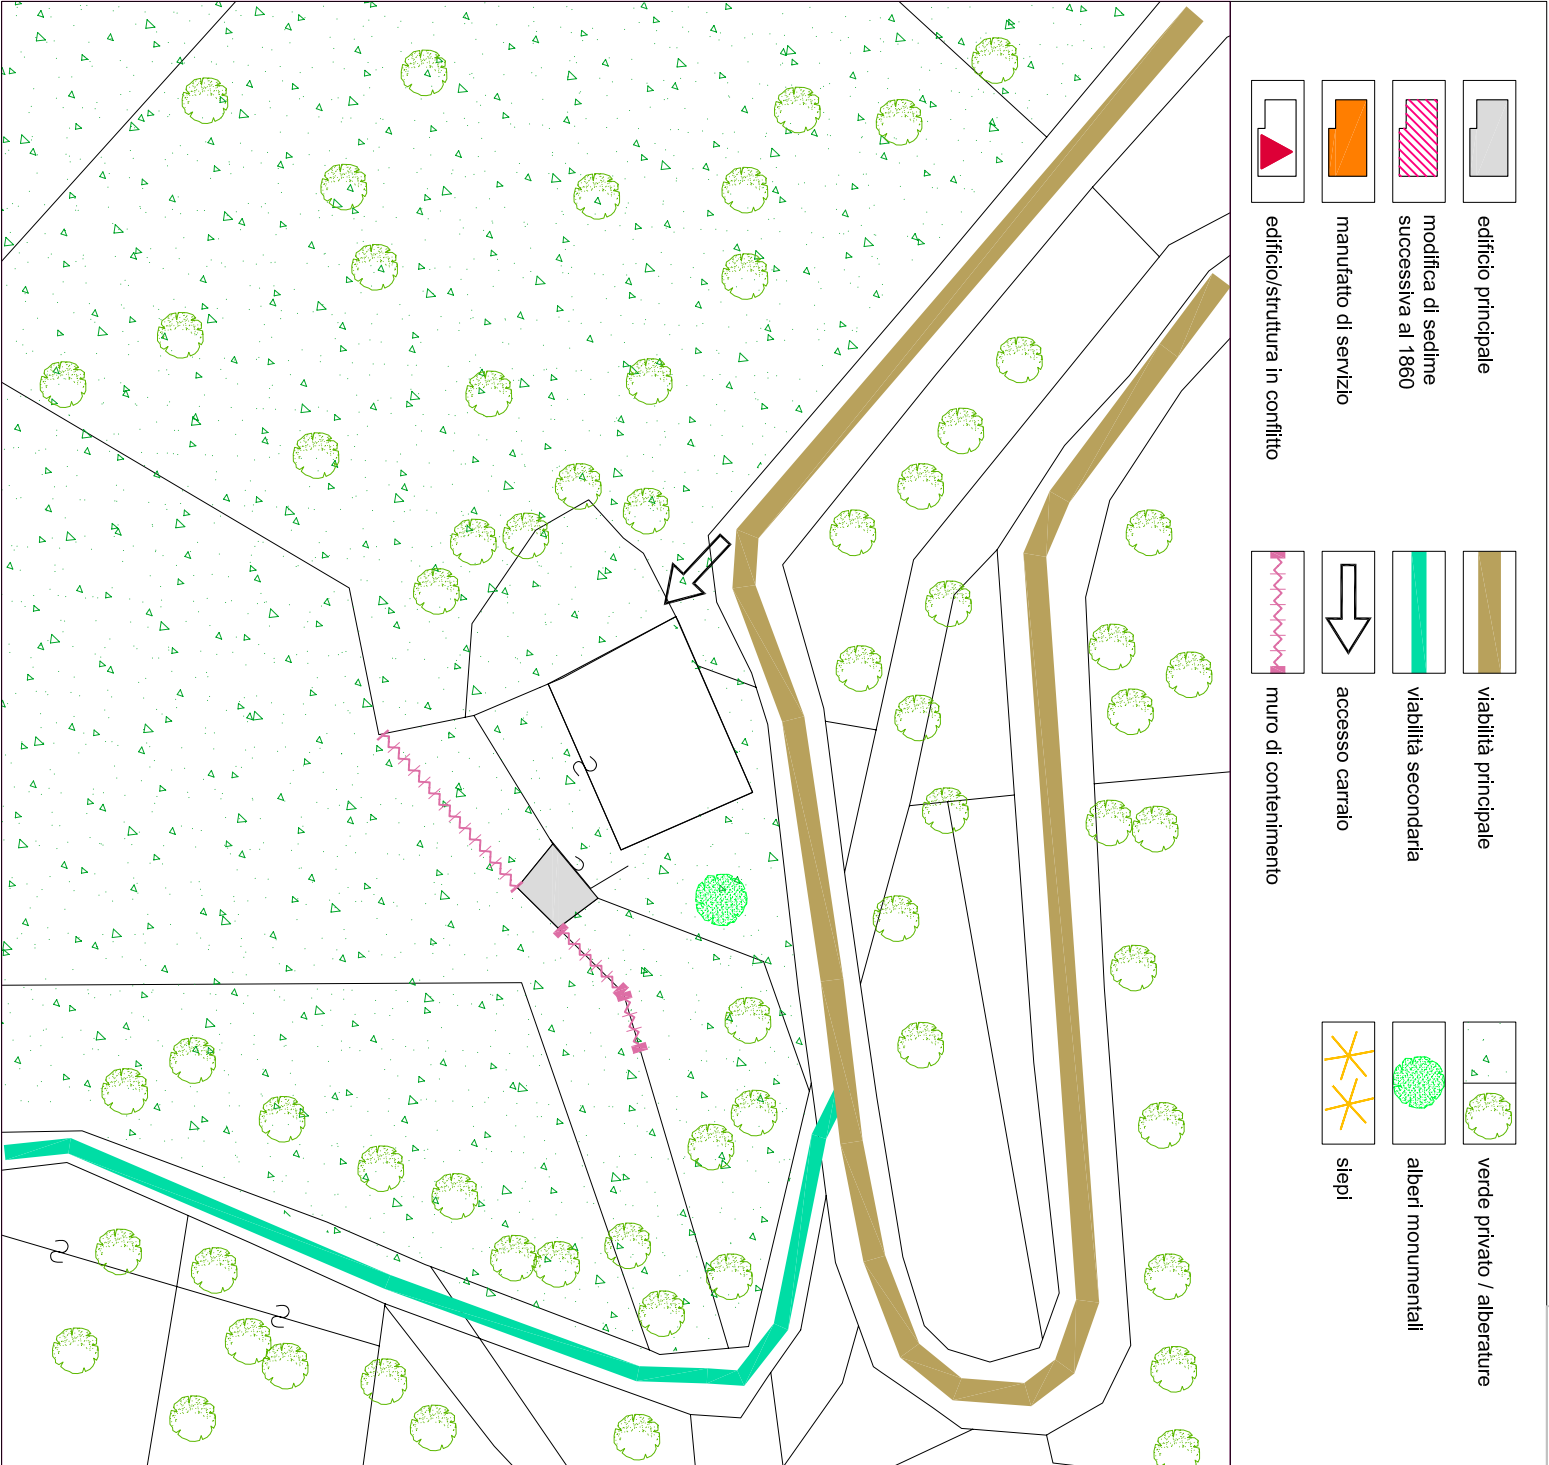 edificio principale
modifica di sedime
successiva al 1860
manufatto di servizio
edificio/struttura in conflitto
viabilità principale
viabilità secondaria
accesso carraio
muro di contenimento
verde privato / alberature
alberi monumentali
siepi